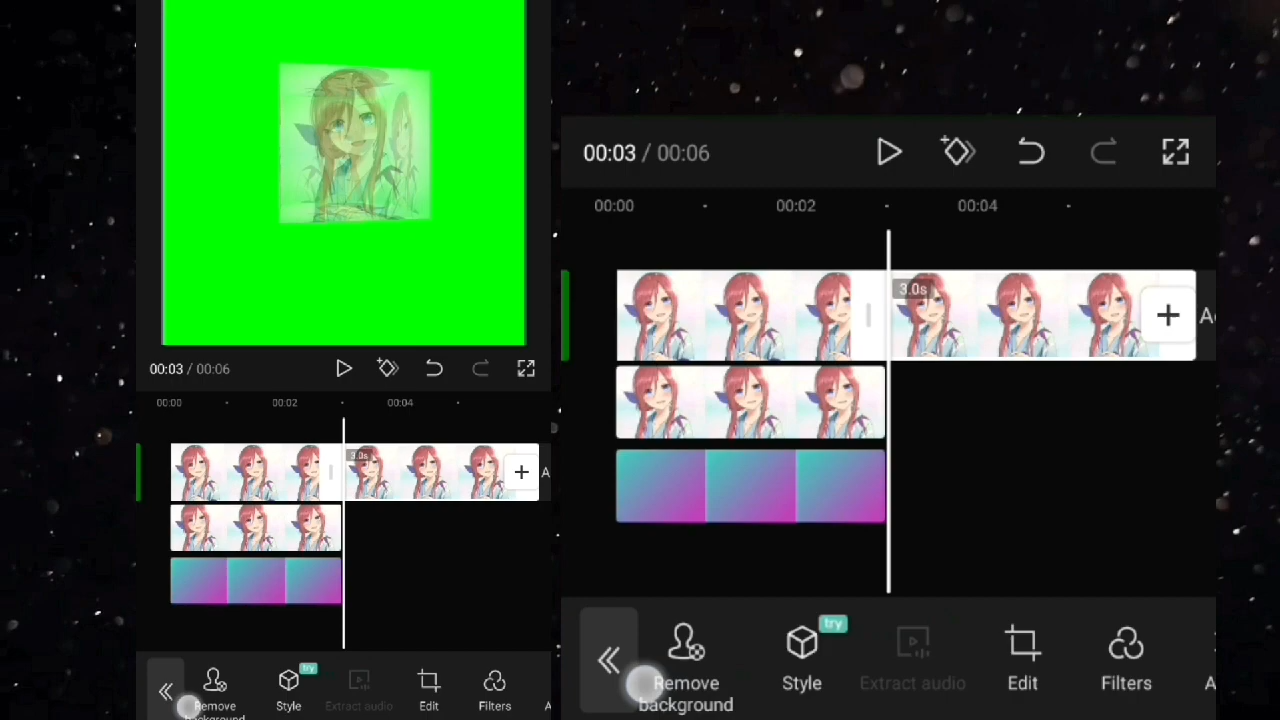 00:03 / 00:06
00:00
00:02
00:04
3.0s
A
Remove
background
try
Style
Extract audio
Edit
Filters
A
00:03 / 00:06
00:00
00:02
00:04
3.0s
A
Remove
background
try
Style
Extract audio
Edit
Filters
A